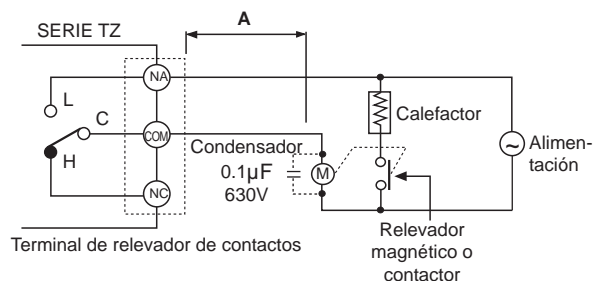 A
SERIE TZ
NA
L
C
COM
H
NC
Condensador
0.1µF
630V
M
Calefactor
~
Alimen-
tación
Terminal de relevador de contactos
Relevador
magnético o
contactor